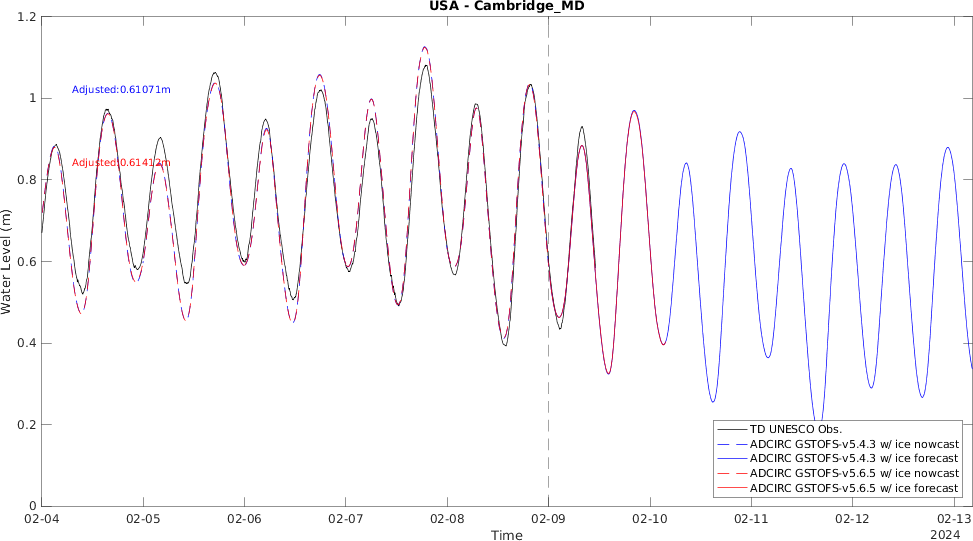 USA - Cambridge_MD
1.2
1
0.8
0.6
0.4
0.2
0
Water Level (m)
Adjusted:0.61071m
Adjusted:0.61412m
TD UNESCO Obs.
ADCIRC GSTOFS-v5.4.3 w/ ice nowcast
ADCIRC GSTOFS-v5.4.3 w/ ice forecast
ADCIRC GSTOFS-v5.6.5 w/ ice nowcast
ADCIRC GSTOFS-v5.6.5 w/ ice forecast
02-04 02-05 02-06 02-07 02-08 02-09 02-10 02-11 02-12 02-13
Time
2024